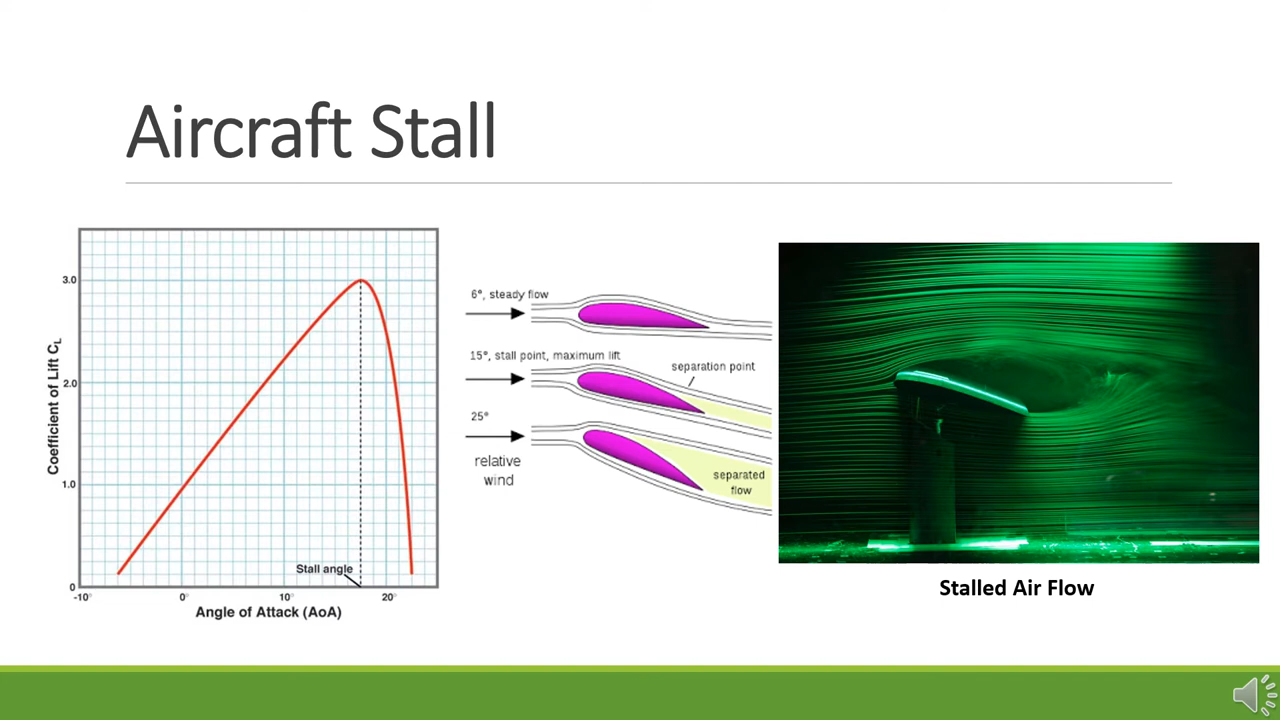 Aircraft Stall
3.0
2.0
1.0
0
Coefficient of Lift CL
-10°
0°
10°
20°
Stall angle
Angle of Attack (AoA)
6°, steady flow
15°, stall point, maximum lift
separation point
25°
relative
wind
separated
flow
Stalled Air Flow